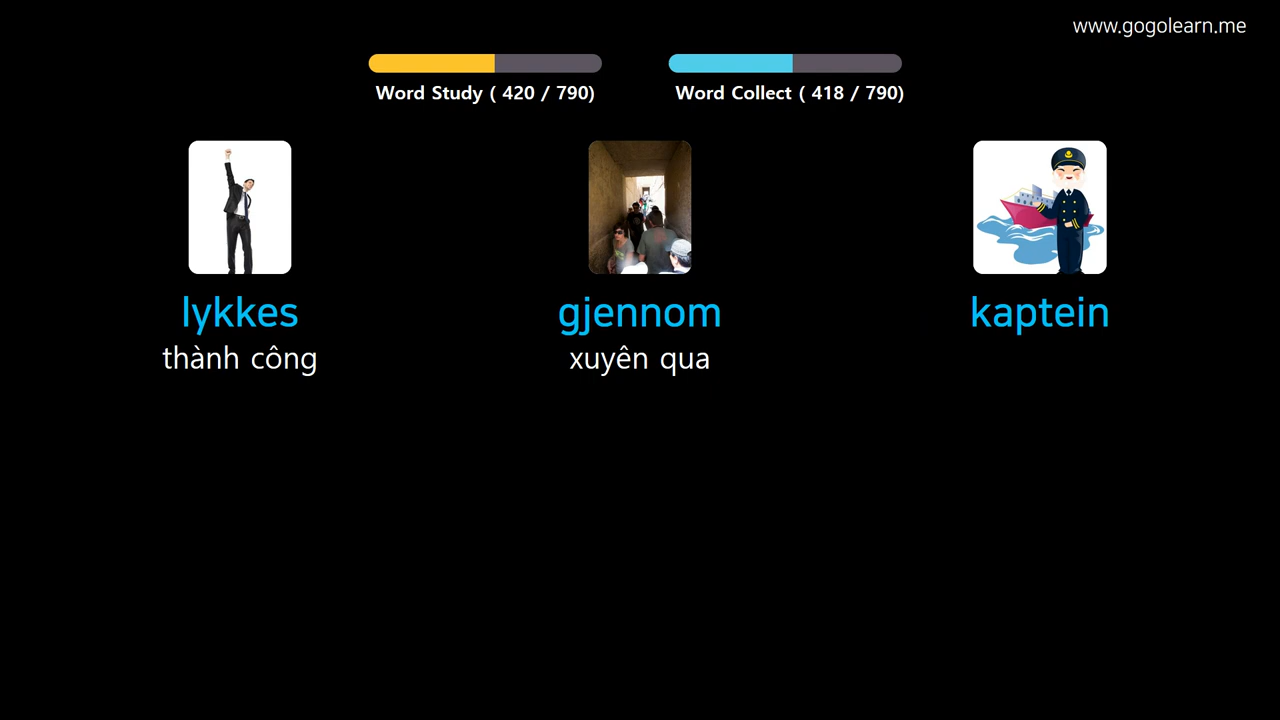 www.gogolearn.me
Word Study ( 420 / 790)
Word Collect ( 418 / 790)
lykkes
gjennom
kaptein
thành công
xuyên qua